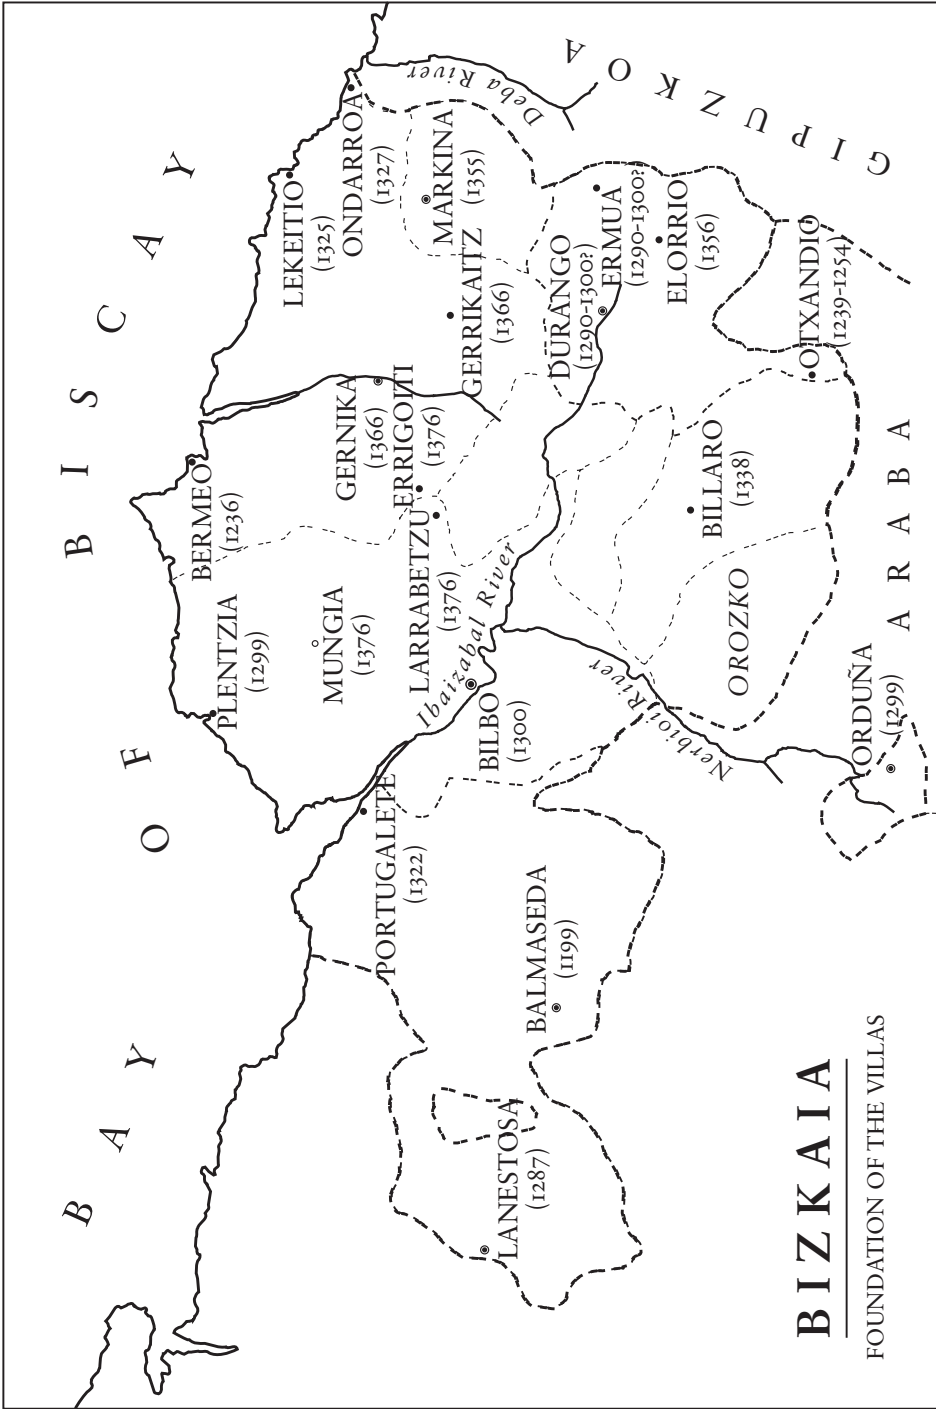 BAY OF BISCAY
LANESTOSA
(1287)
BALMASEDA
(1199)
PORTUGALETE
(1322)
BILBO
(1300)
PLENTZIA
(1299)
MUNGIA
(1376)
BERMEO
(1236)
LARRABETZU
(1376)
ERRIGOITI
(1376)
GERNIKA
(1366)
GERRIKAITZ
(1366)
LEKEITIO
(1325)
ONDARROA
(1327)
MARKINA
(1355)
Deba River
GIPUZKOA
Ibaizabal River
Nerbioi River
DURANGO
(1290-1300?)
ERMUA
(1290-1300?
ELORRIO
(1356)
OTXANDIO
(1239-1254)
BILLARO
(1338)
OROZKO
ORDUÑA
(1299)
ARABA
BIZKAIA
FOUNDATION OF THE VILLAS